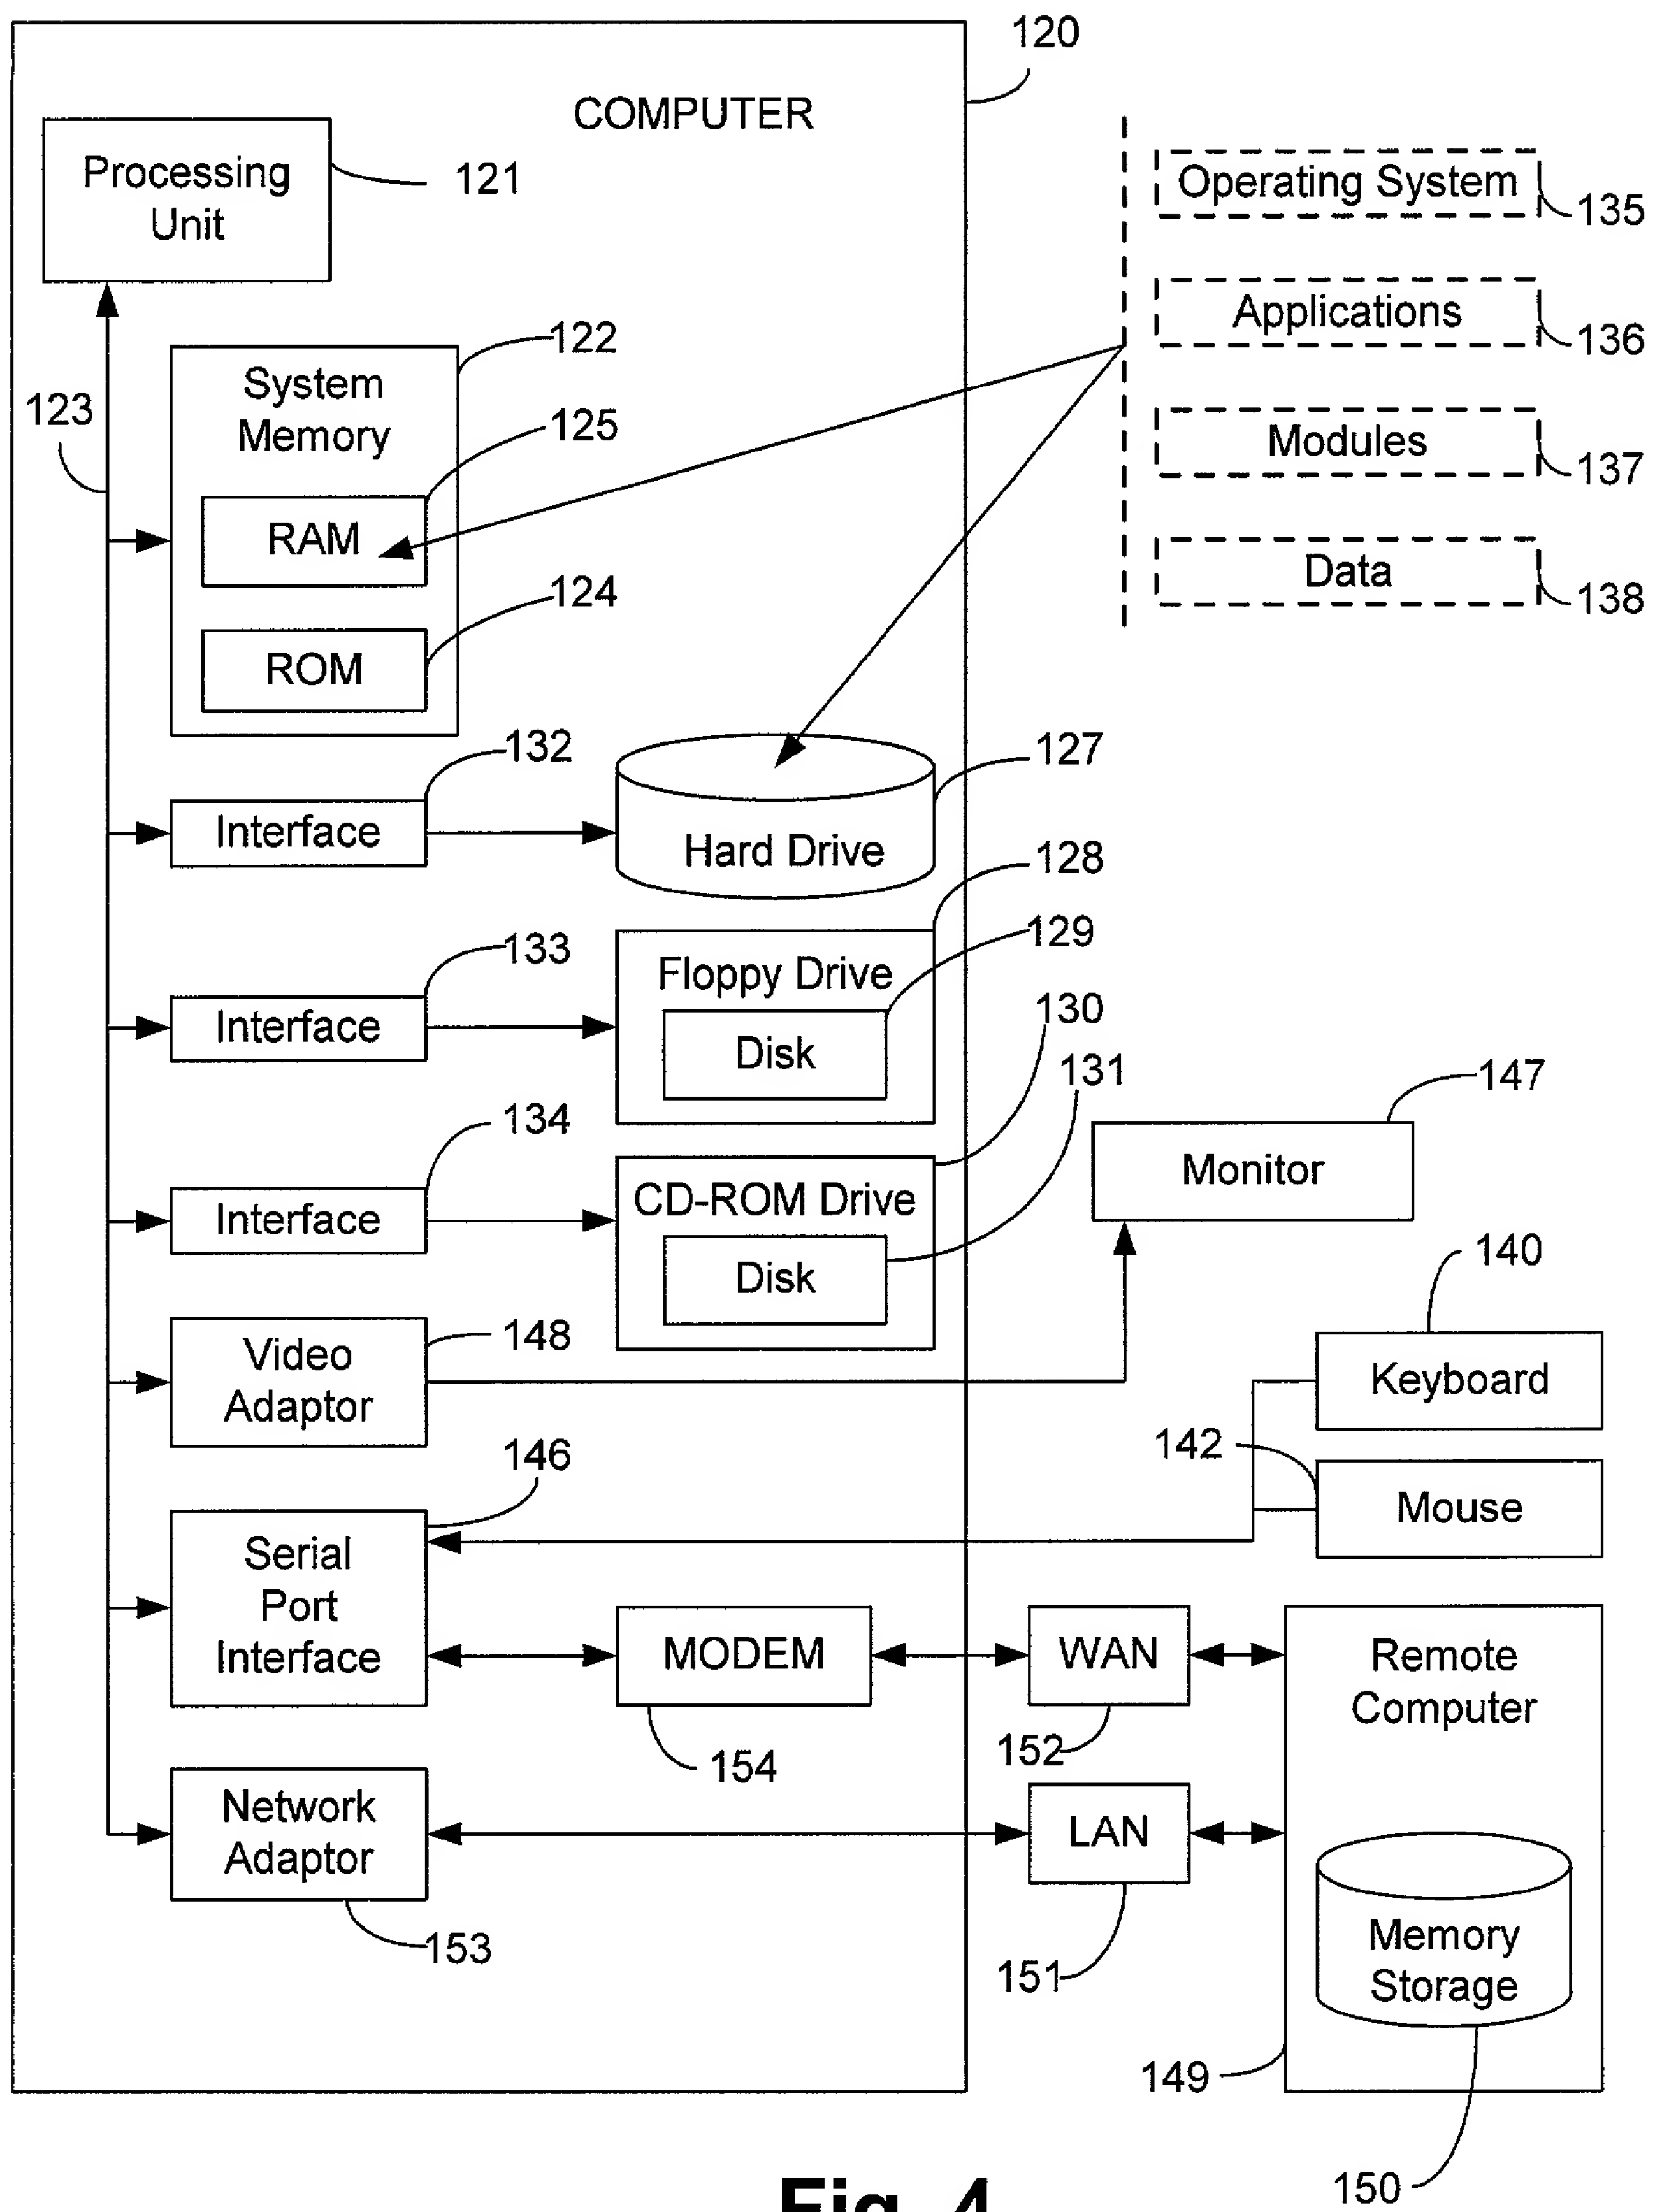 120
COMPUTER
Processing
Unit
121
Operating System
135
Applications
136
Modules
137
Data
138
122
System
Memory
123
125
RAM
124
ROM
132
Interface
127
Hard Drive
128
133
Interface
129
Floppy Drive
Disk
130
131
134
Interface
CD-ROM Drive
Disk
147
Monitor
148
Video
Adaptor
140
Keyboard
142
Mouse
146
Serial
Port
Interface
MODEM
154
WAN
152
Remote
Computer
Network
Adaptor
153
LAN
151
Memory
Storage
149
150
Fig. 4